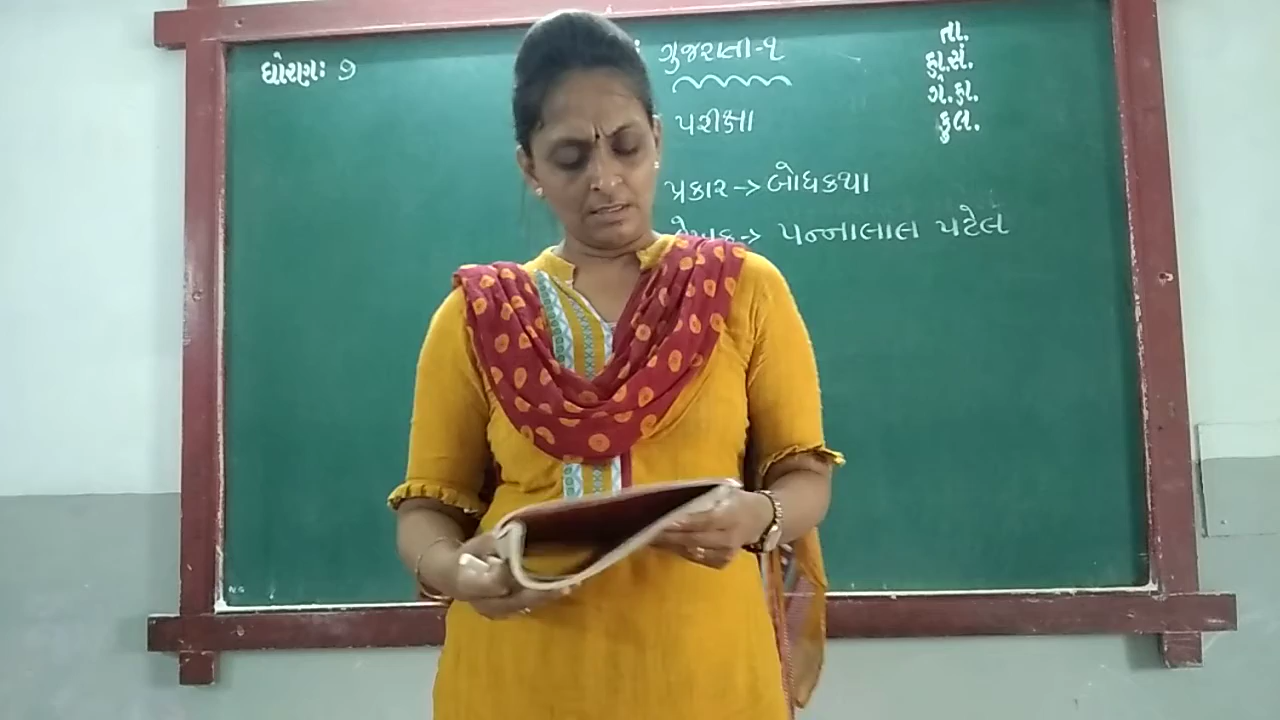 ધોરણઃ ૭
ગુજરાતી-૧
પરીક્ષા
પ્રકાર -> બોધકથા
-> પન્નાલાલ પટેલ
તા.
ફા.સં.
ગે.ફા.
કુલ.